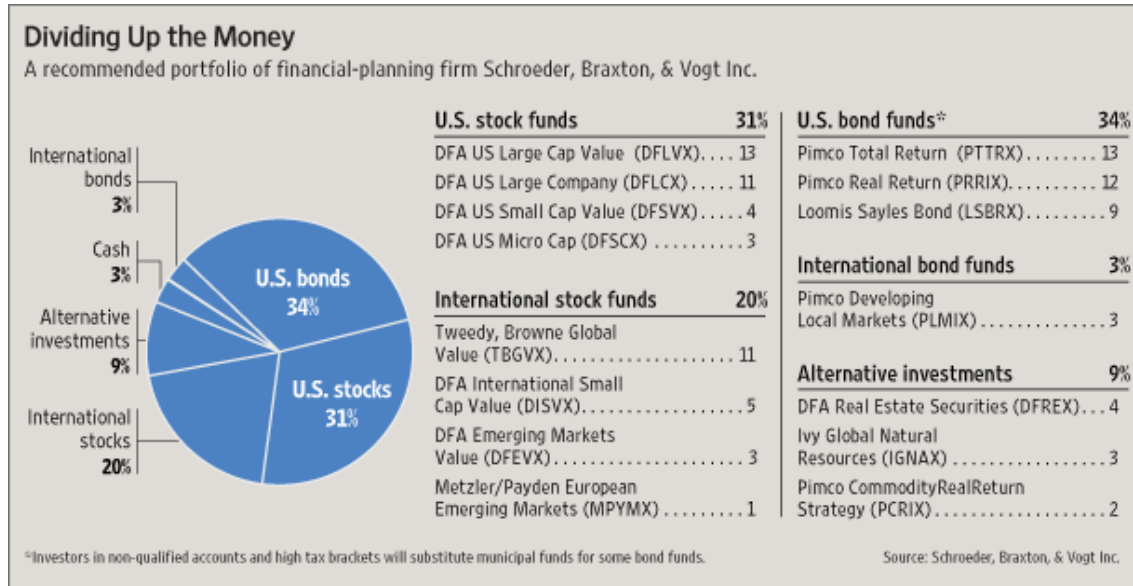 Dividing Up the Money
A recommended portfolio of financial-planning firm Schroeder, Braxton, & Vogt Inc.
International
bonds
3%
Cash
3%
Alternative
investments
9%
International
stocks
20%
U.S. bonds
34%
U.S. stocks
31%
U.S. stock funds 31%
DFA US Large Cap Value (DFLVX).... 13
DFA US Large Company (DFLCX)..... 11
DFA US Small Cap Value (DFSVX)..... 4
DFA US Micro Cap (DFSCX) .......... 3
International stock funds 20%
Tweedy, Browne Global
Value (TBGVX)..................... 11
DFA International Small
Cap Value (DISVX).................. 5
DFA Emerging Markets
Value (DFEVX)...................... 3
Metzler/Payden European
Emerging Markets (MPYMX) ......... 1
U.S. bond funds* 34%
Pimco Total Return (PTTRX)........ 13
Pimco Real Return (PRRIX).......... 12
Loomis Sayles Bond (LSBRX)......... 9
International bond funds 3%
Pimco Developing
Local Markets (PLMIX) .............. 3
Alternative investments 9%
DFA Real Estate Securities (DFREX)... 4
Ivy Global Natural
Resources (IGNAX) ................. 3
Pimco CommodityRealReturn
Strategy (PCRIX)................... 2
*Investors in non-qualified accounts and high tax brackets will substitute municipal funds for some bond funds.
Source: Schroeder, Braxton, & Vogt Inc.